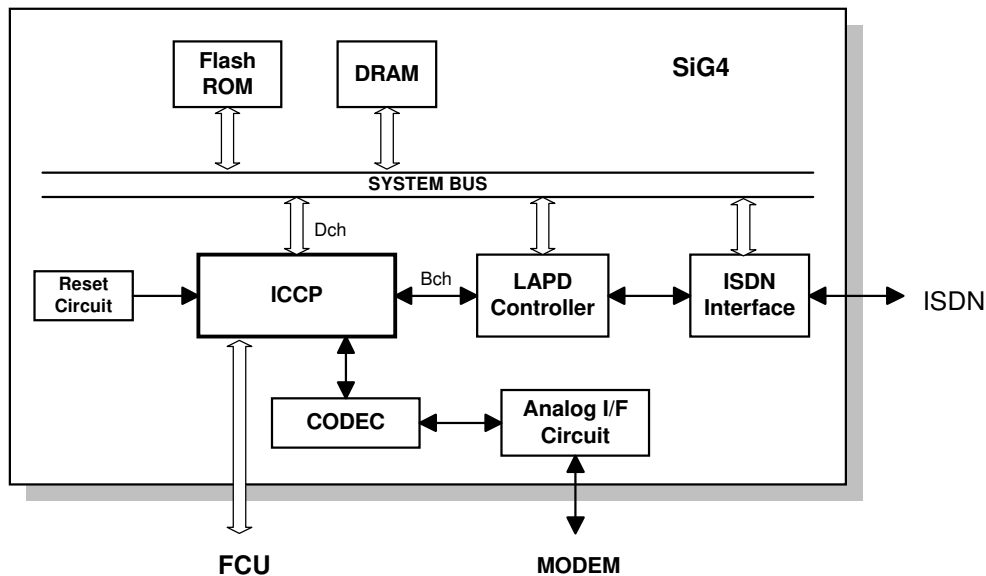 Flash
ROM
DRAM
SiG4
SYSTEM BUS
Dch
Reset
Circuit
ICCP
Bch
LAPD
Controller
ISDN
Interface
ISDN
CODEC
Analog I/F
Circuit
FCU
MODEM